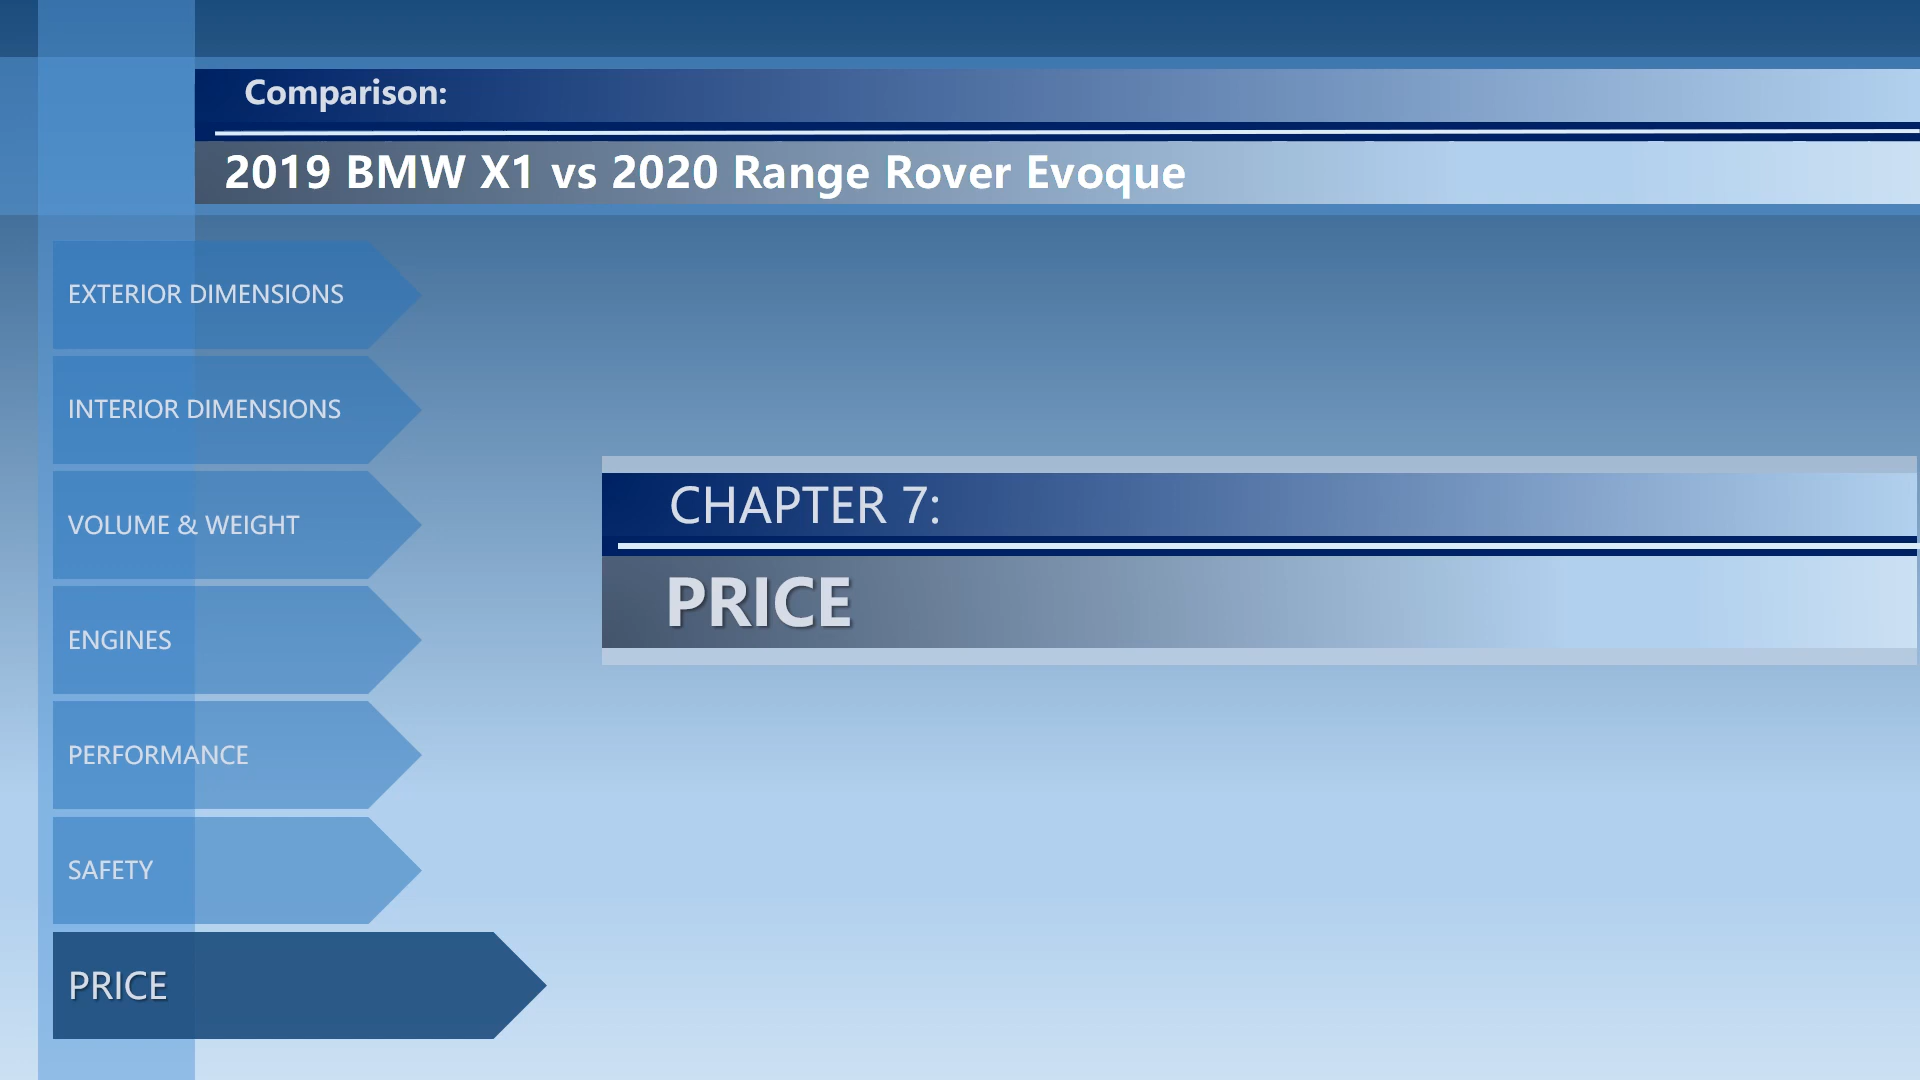 Comparison:
2019 BMW X1 vs 2020 Range Rover Evoque
EXTERIOR DIMENSIONS
INTERIOR DIMENSIONS
VOLUME & WEIGHT
ENGINES
PERFORMANCE
SAFETY
PRICE
CHAPTER 7:
PRICE